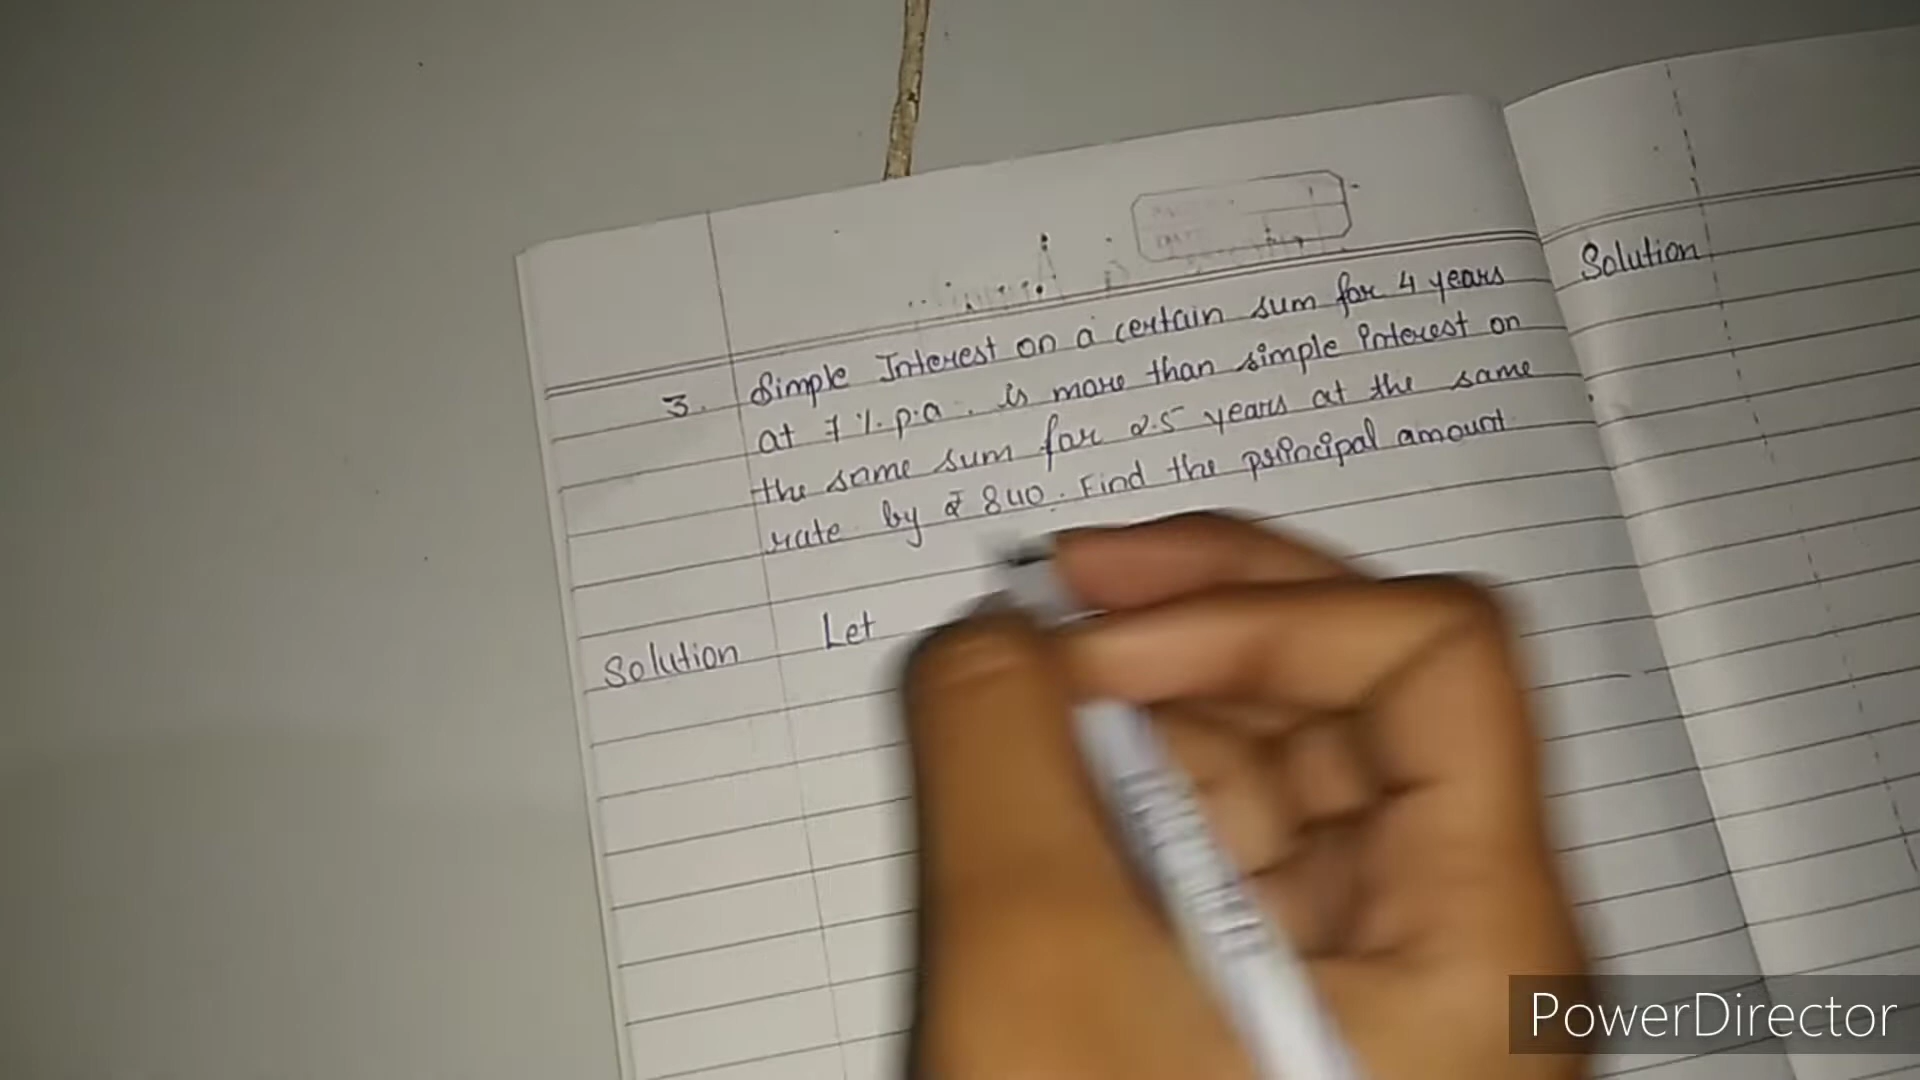 3. Simple Interest on a certain sum for 4 years
at 7 %. p.a. is more than simple interest on
the same sum for 2.5 years at the same
rate by ₹ 840. Find the principal amount
Solution Let
Solution
PowerDirector